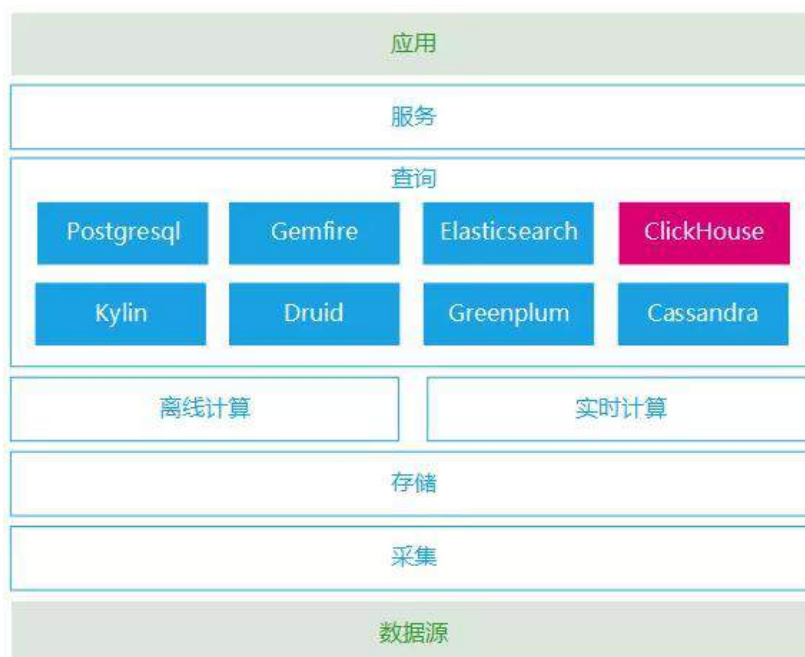 应用
服务
查询
Postgresql Gemfire Elasticsearch ClickHouse
Kylin Druid Greenplum Cassandra
离线计算 实时计算
存储
采集
数据源